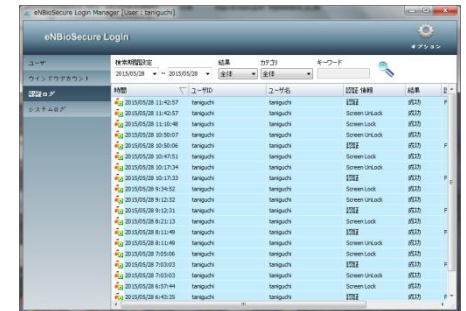 eNBioSecure Login Manager [User : taniguchi]
eNBioSecure Login
オプション
ユーザ
ウインドウアカウント
認証ログ
システムログ
検索期間設定 結果 カテゴリ キーワード
2015/05/28 ~ 2015/05/28 全体 全体
時間 ユーザID ユーザ名 認証情報 結果
2015/05/28 11:42:57 taniguchi taniguchi 認証 成功 F
2015/05/28 11:42:57 taniguchi taniguchi Screen UnLock 成功
2015/05/28 11:10:48 taniguchi taniguchi Screen Lock 成功
2015/05/28 10:50:07 taniguchi taniguchi Screen UnLock 成功
2015/05/28 10:50:06 taniguchi taniguchi 認証 成功 F
2015/05/28 10:47:51 taniguchi taniguchi Screen Lock 成功
2015/05/28 10:17:34 taniguchi taniguchi Screen UnLock 成功
2015/05/28 10:17:33 taniguchi taniguchi 認証 成功 F
2015/05/28 9:34:52 taniguchi taniguchi Screen Lock 成功
2015/05/28 9:12:32 taniguchi taniguchi Screen UnLock 成功
2015/05/28 9:12:31 taniguchi taniguchi 認証 成功 F
2015/05/28 8:21:13 taniguchi taniguchi Screen Lock 成功
2015/05/28 8:11:49 taniguchi taniguchi 認証 成功 F
2015/05/28 8:11:49 taniguchi taniguchi Screen UnLock 成功
2015/05/28 7:05:06 taniguchi taniguchi Screen Lock 成功
2015/05/28 7:03:03 taniguchi taniguchi 認証 成功 F
2015/05/28 7:03:03 taniguchi taniguchi Screen UnLock 成功
2015/05/28 6:57:44 taniguchi taniguchi Screen Lock 成功
2015/05/28 6:43:35 taniguchi taniguchi 認証 成功 F